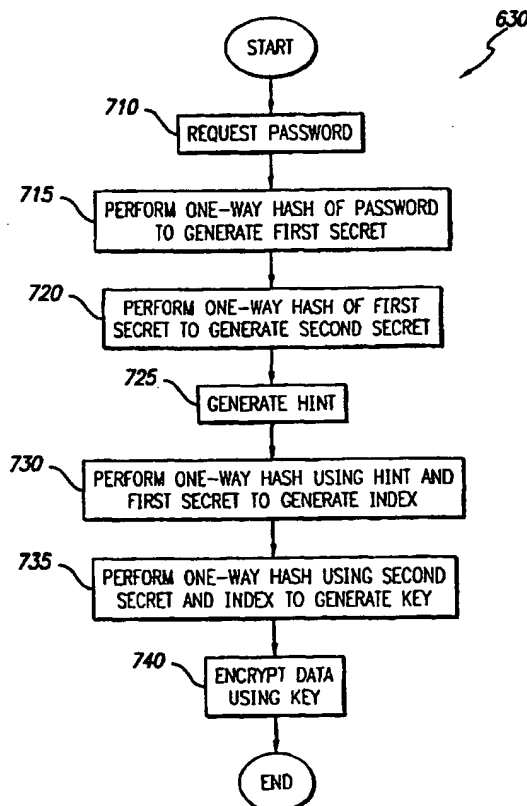 630
START
710
REQUEST PASSWORD
715
PERFORM ONE-WAY HASH OF PASSWORD
TO GENERATE FIRST SECRET
720
PERFORM ONE-WAY HASH OF FIRST
SECRET TO GENERATE SECOND SECRET
725
GENERATE HINT
730
PERFORM ONE-WAY HASH USING HINT AND
FIRST SECRET TO GENERATE INDEX
735
PERFORM ONE-WAY HASH USING SECOND
SECRET AND INDEX TO GENERATE KEY
740
ENCRYPT DATA
USING KEY
END